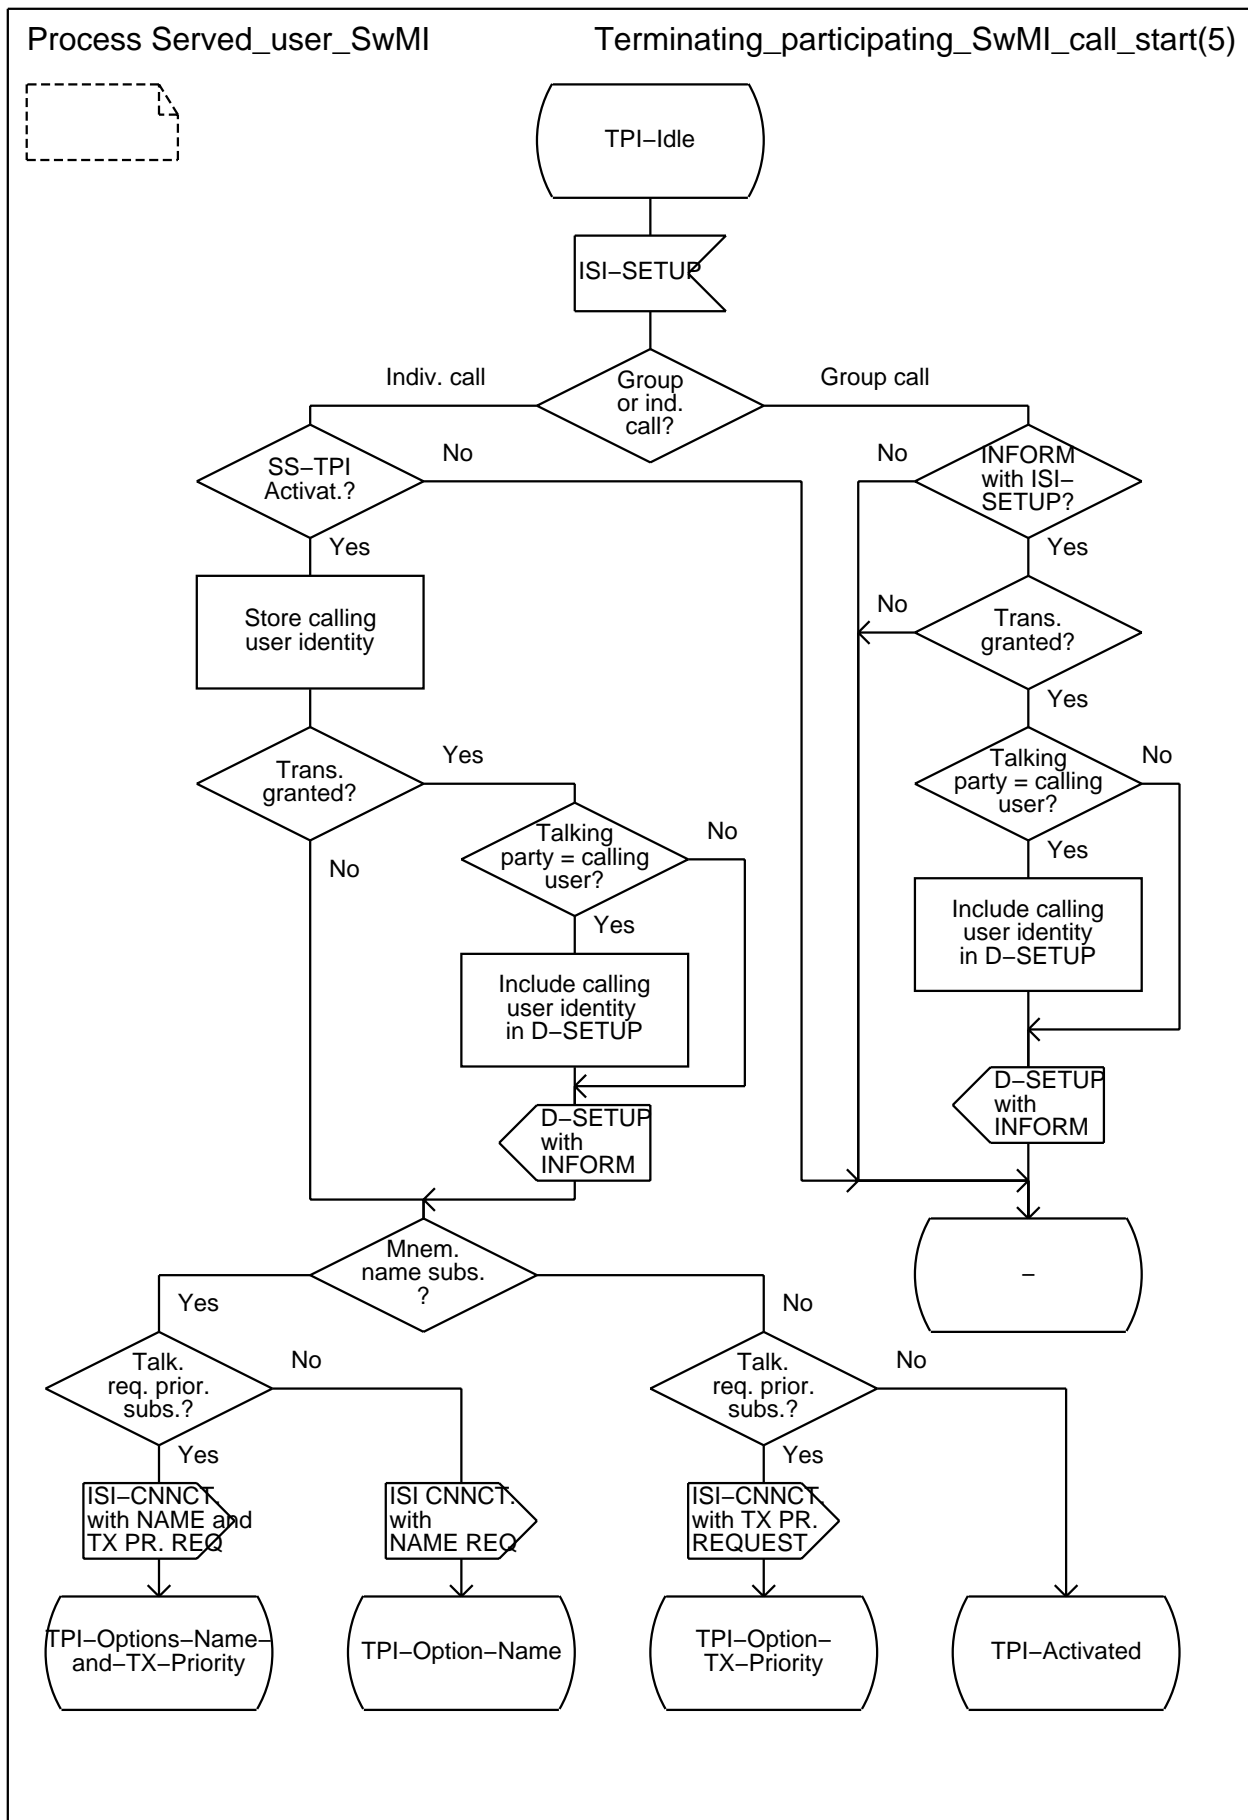 Process Served_user_SwMI
Terminating_participating_SwMI_call_start(5)
TPI–Idle
ISI–SETUP
Group
or ind.
call?
Indiv. call
Group call
SS–TPI
Activat.?
No
No
INFORM
with ISI–
SETUP?
Yes
Yes
Store calling
user identity
No
Trans.
granted?
Yes
Trans.
granted?
Yes
No
Talking
party = calling
user?
No
Yes
Talking
party = calling
user?
No
Yes
Include calling
user identity
in D–SETUP
Include calling
user identity
in D–SETUP
D–SETUP
with
INFORM
D–SETUP
with
INFORM
Mnem.
name subs.
?
–
Yes
No
Talk.
req. prior.
subs.?
No
Talk.
req. prior.
subs.?
No
Yes
Yes
ISI–CNNCT.
with NAME and
TX PR. REQ
ISI CNNCT.
with
NAME REQ
ISI–CNNCT.
with TX PR.
REQUEST
TPI–Options–Name–
and–TX–Priority
TPI–Option–Name
TPI–Option–
TX–Priority
TPI–Activated